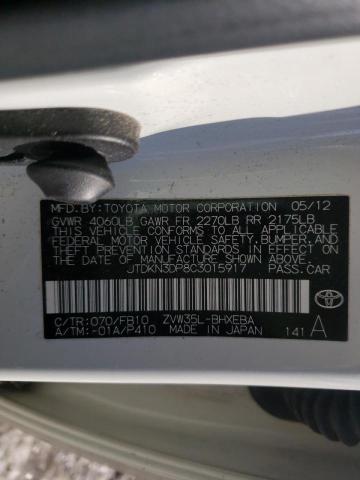 MFD.BY:TOYOTA MOTOR CORPORATION 05/12
GVWR 4060LB GAWR FR 2270LB RR 2175LB
THIS VEHICLE CONFORMS TO ALL APPLICABLE
FEDERAL MOTOR VEHICLE SAFETY, BUMPER, AND
THEFT PREVENTION STANDARDS IN EFFECT ON
THE DATE OF MANUFACTURE SHOWN ABOVE.
JTDKN3DP8C3015917 PASS.CAR
C/TR:070/FB10 ZVW35L-BHXEBA
A/TM:-01A/P410 MADE IN JAPAN 141 A
TOYOTA